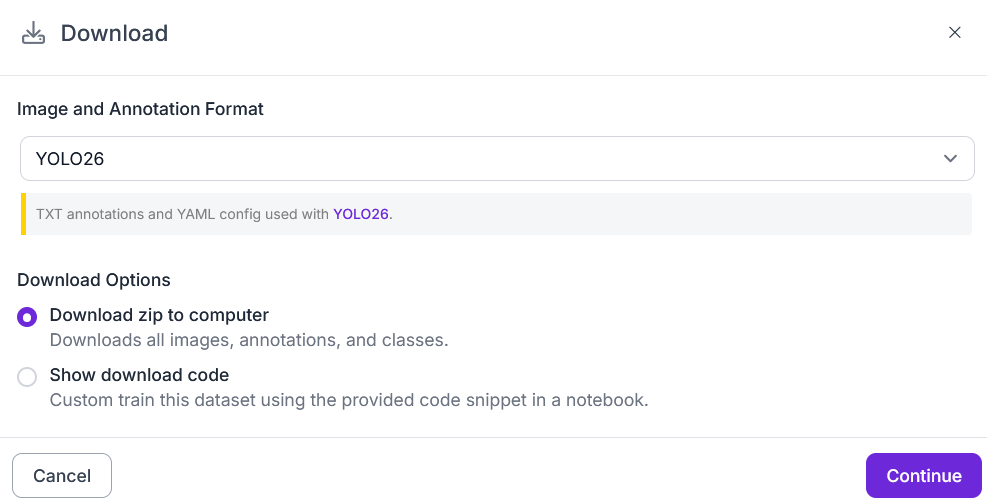 Download
Image and Annotation Format
YOLO26
TXT annotations and YAML config used with YOLO26.
Download Options
Download zip to computer
Downloads all images, annotations, and classes.
Show download code
Custom train this dataset using the provided code snippet in a notebook.
Cancel
Continue